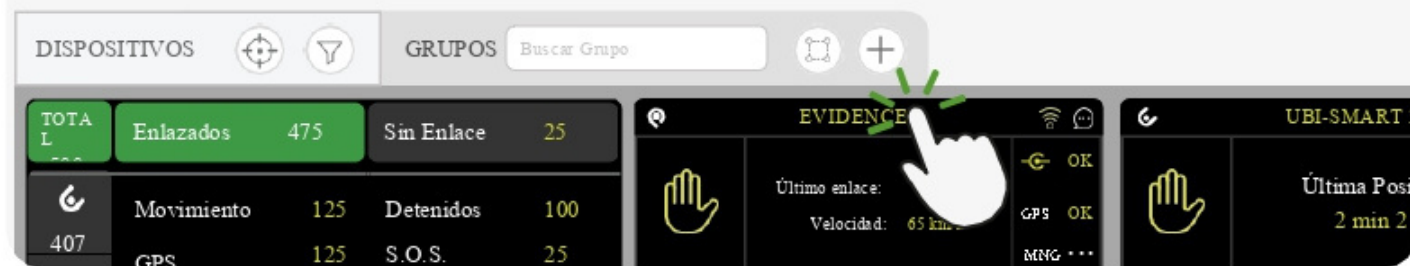 DISPOSITIVOS
GRUPOS
Buscar Grupo
TOTA
L
Enlazados 475
Sin Enlace 25
407
Movimiento 125
Detenidos 100
GPS 125
S.O.S. 25
EVIDENCE
Último enlace:
Velocidad: 65 km
OK
GPS OK
MNG ...
UBI-SMART
Última Posi
2 min 2